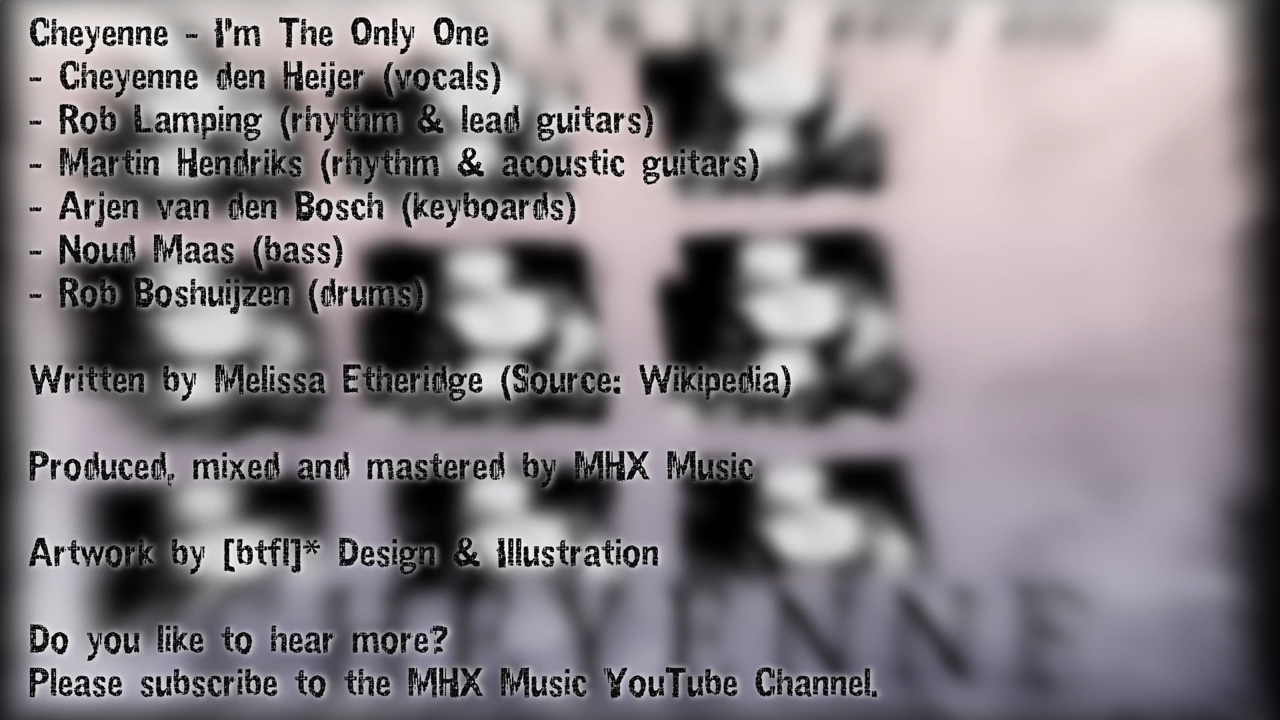 Cheyenne - I'm The Only One
- Cheyenne den Heijer (vocals)
- Rob Lamping (rhythm & lead guitars)
- Martin Hendriks (rhythm & acoustic guitars)
- Arjen van den Bosch (keyboards)
- Noud Maas (bass)
- Rob Boshuijzen (drums)
Written by Melissa Etheridge (Source: Wikipedia)
Produced, mixed and mastered by MHX Music
Artwork by [btfl]* Design & Illustration
Do you like to hear more?
Please subscribe to the MHX Music YouTube Channel.
CHEYENNE